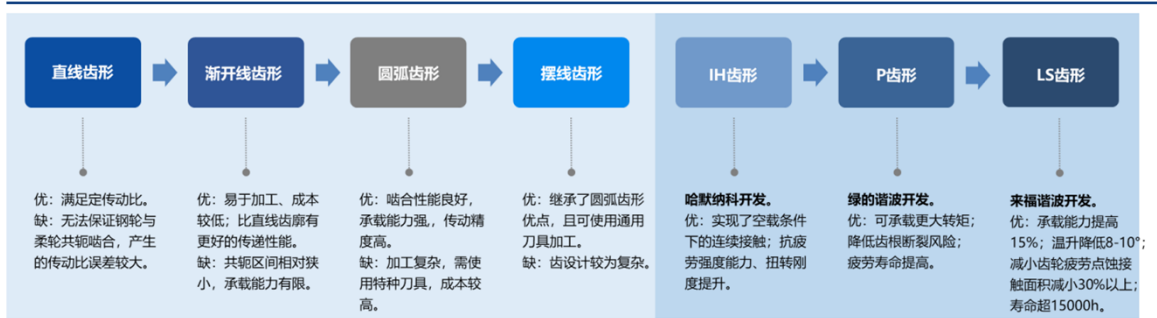 直线齿形
渐开线齿形
圆弧齿形
摆线齿形
IH齿形
P齿形
LS齿形
优：满足定传动比。
缺：无法保证钢轮与
柔轮共轭啮合，产生
的传动比误差较大。
优：易于加工、成本
较低；比直线齿廓有
更好的传递性能。
缺：共轭区间相对狭
小，承载能力有限。
优：啮合性能良好，
承载能力强，传动精
度高。
缺：加工复杂，需使
用特种刀具，成本较
高。
优：继承了圆弧齿形
优点，且可使用通用
刀具加工。
缺：齿设计较为复杂。
哈默纳科开发。
优：实现了空载条件
下的连续接触；抗疲
劳强度能力、扭转刚
度提升。
绿的谐波开发。
优：可承载更大转矩；
降低齿根断裂风险；
疲劳寿命提高。
来福谐波开发。
优：承载能力提高
15%；温升降低8-10°；
减小齿轮疲劳点蚀接
触面积减小30%以上；
寿命超15000h。